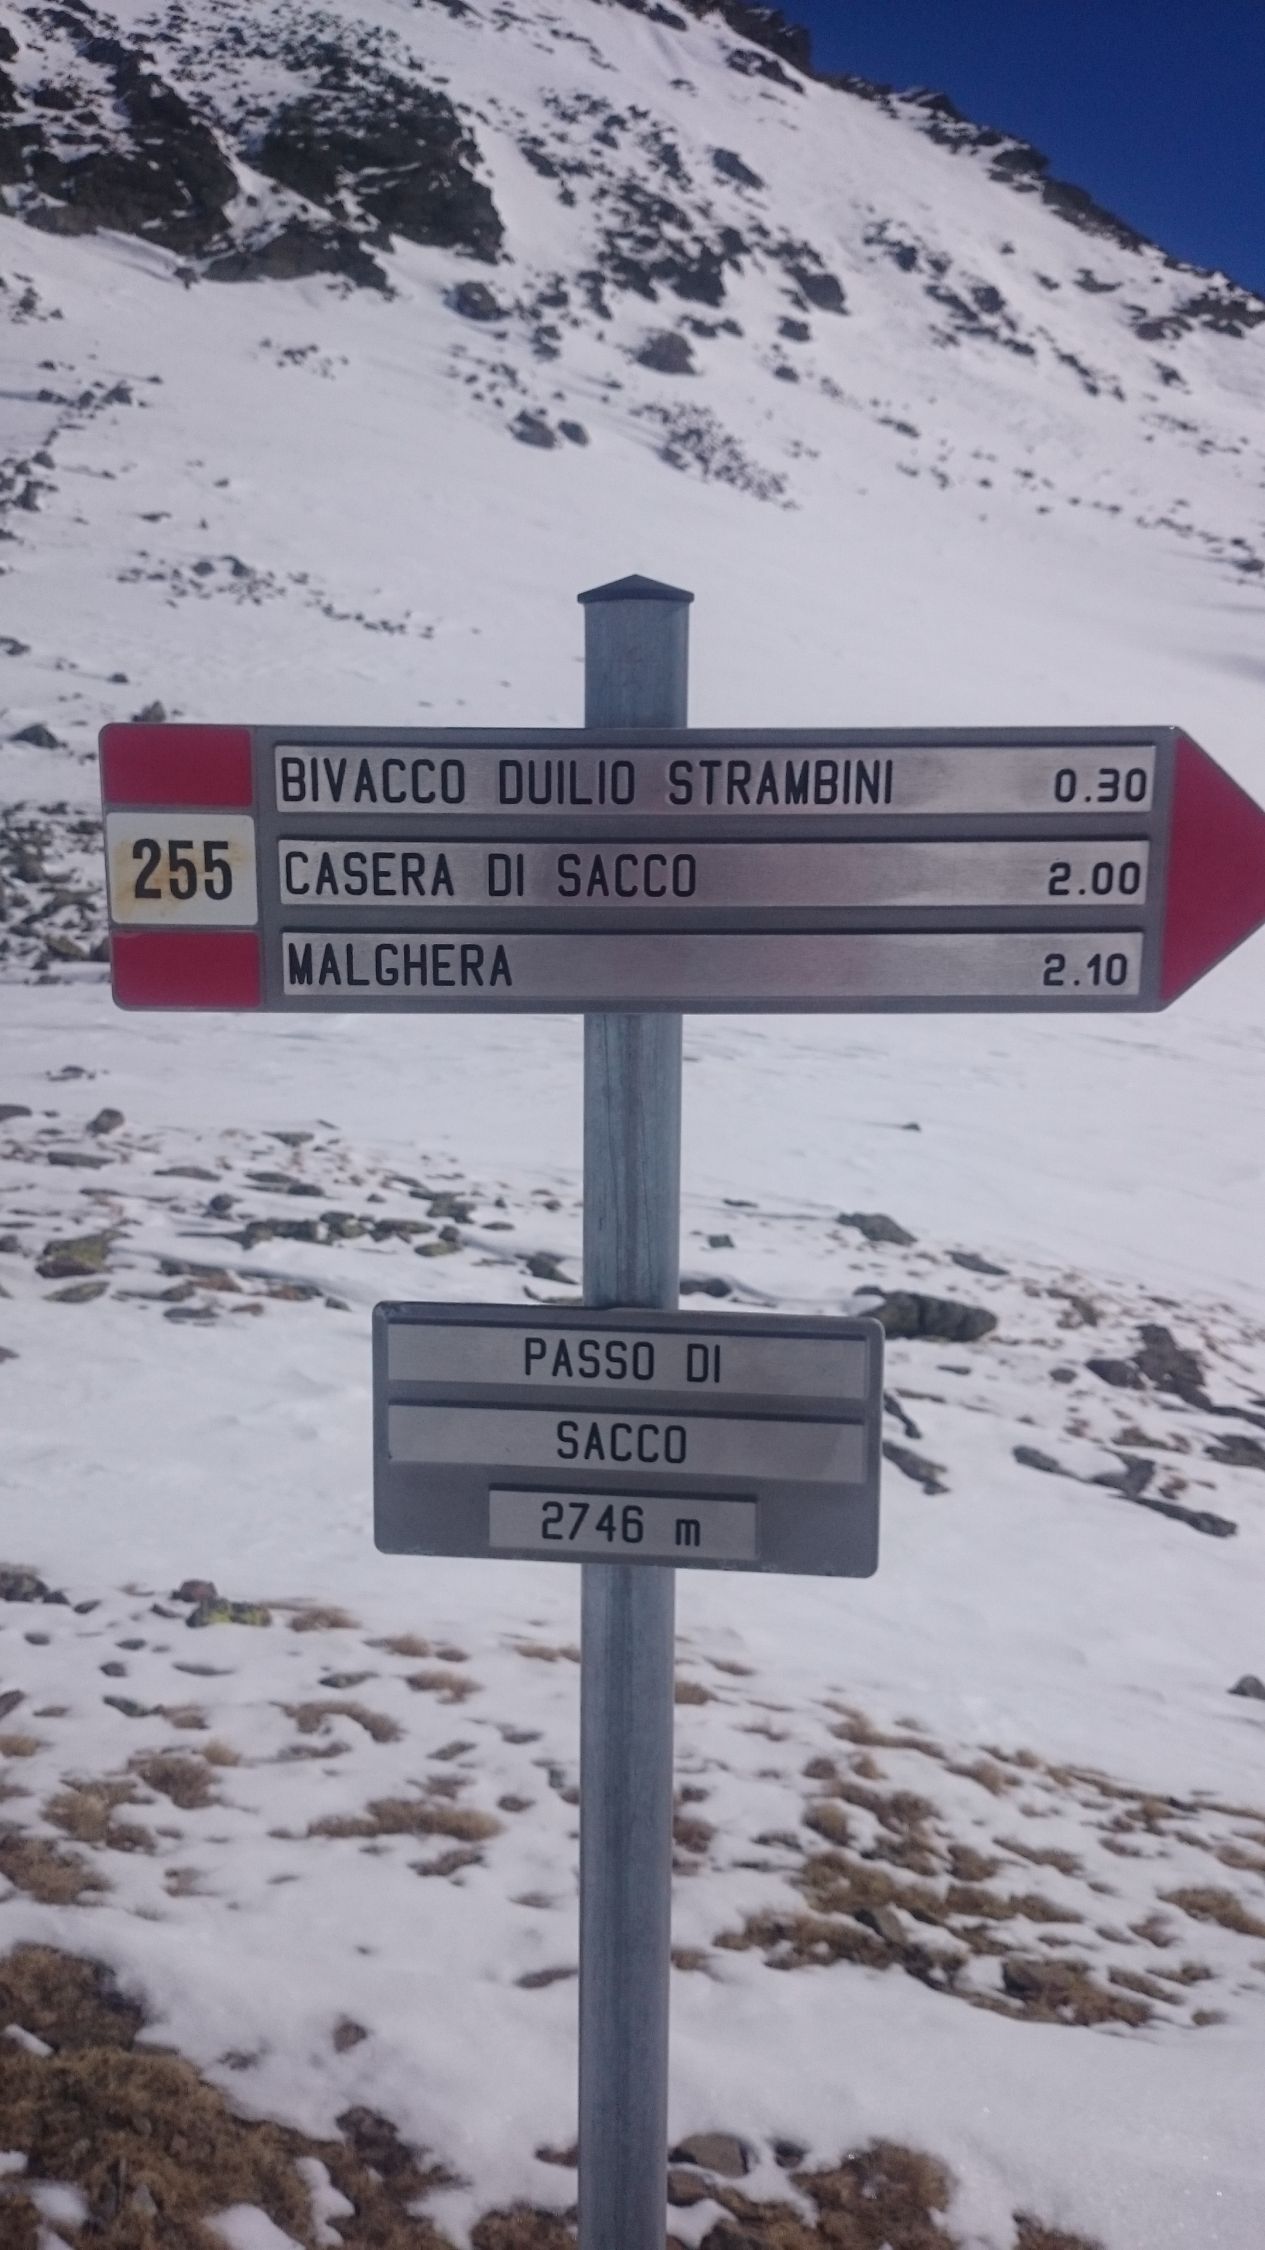 BIVACCO DUILIO STRAMBINI 0.30
255 CASERA DI SACCO 2.00
MALGHERA 2.10
PASSO DI
SACCO
2746 m